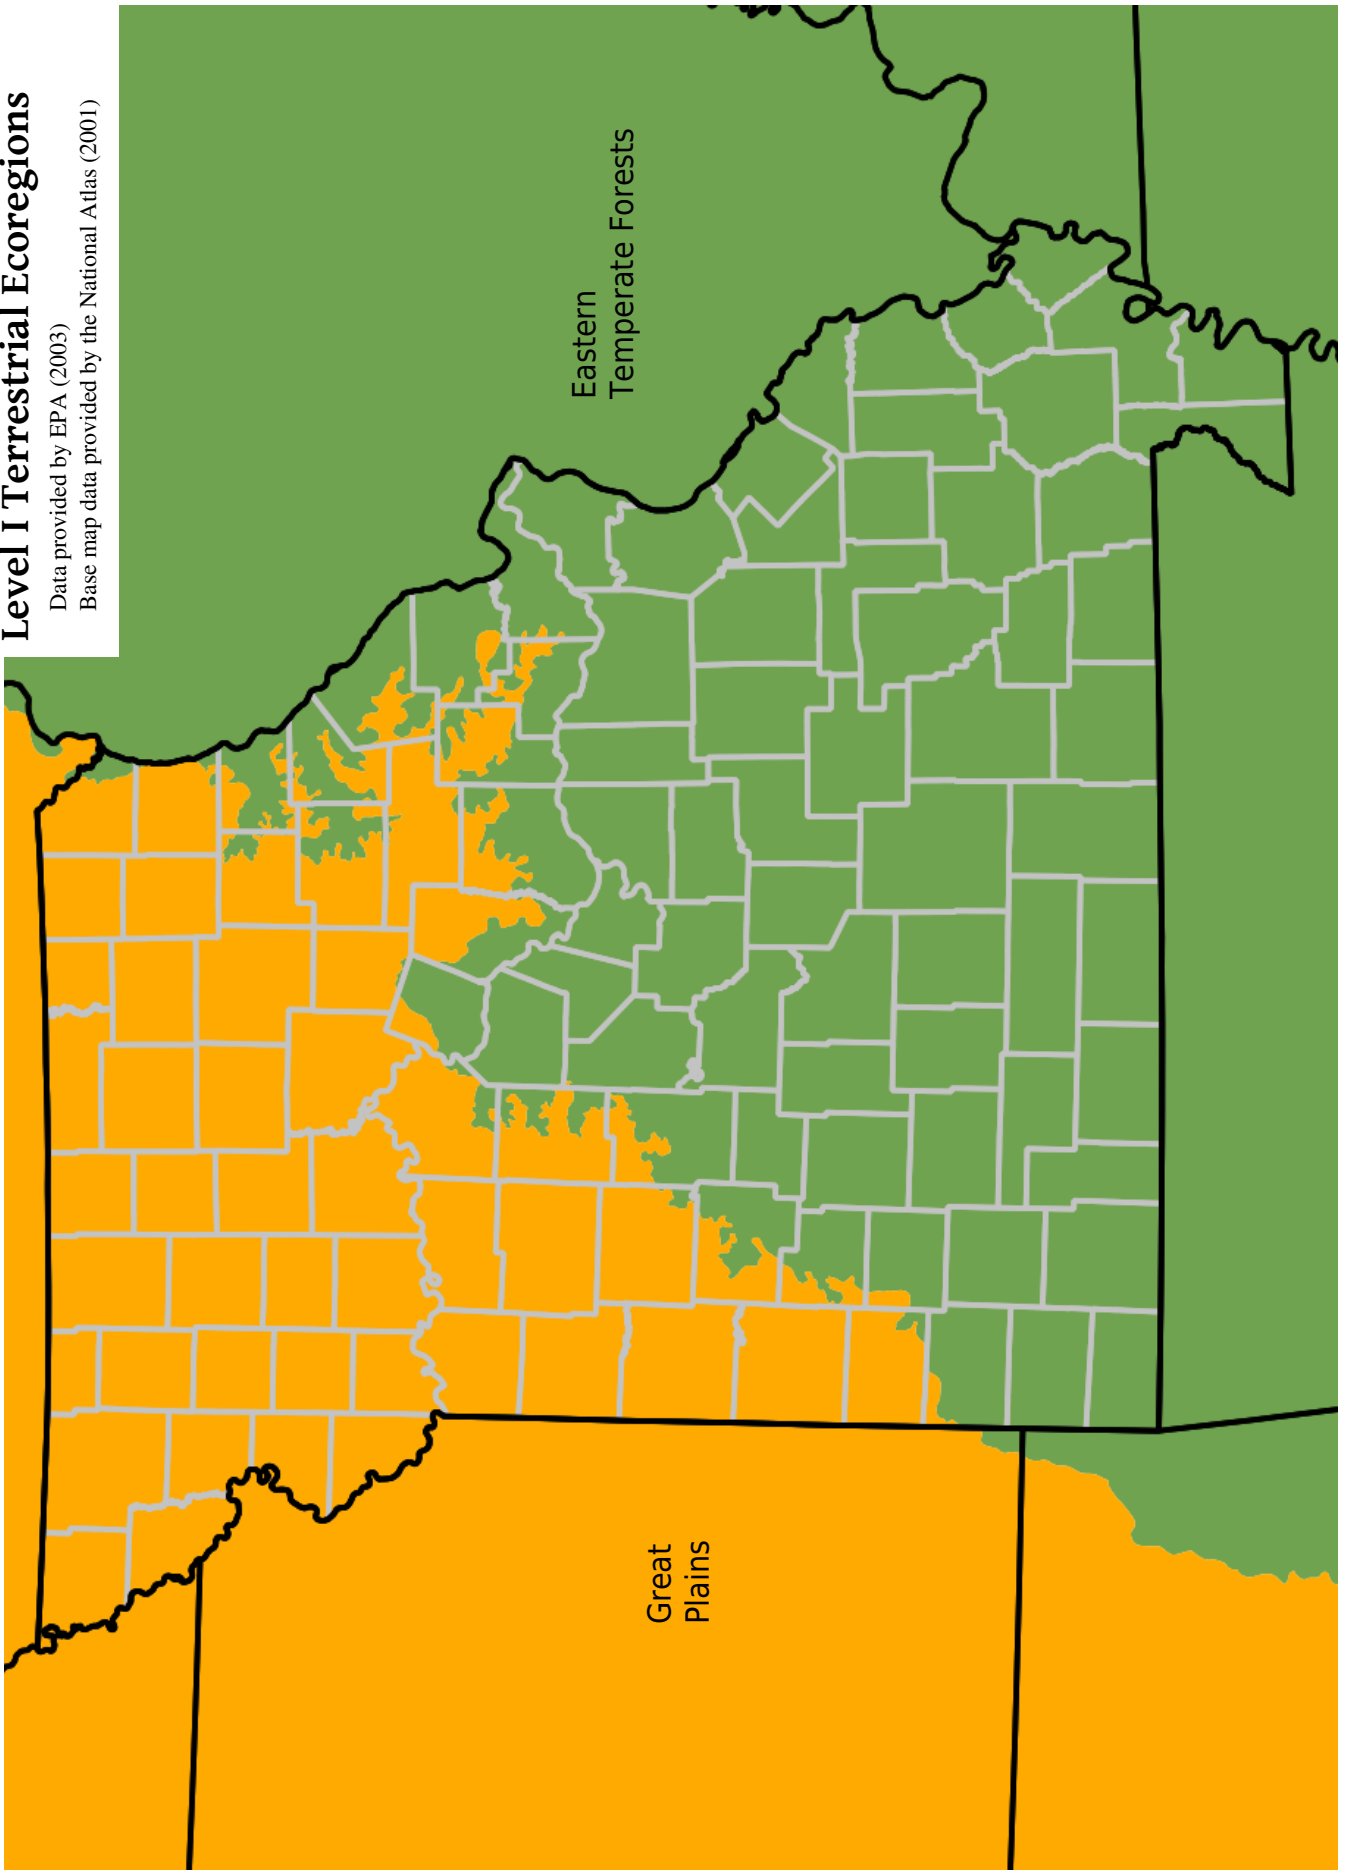 Level I Terrestrial Ecoregions
Data provided by EPA (2003)
Base map data provided by the National Atlas (2001)
Eastern
Temperate Forests
Great
Plains